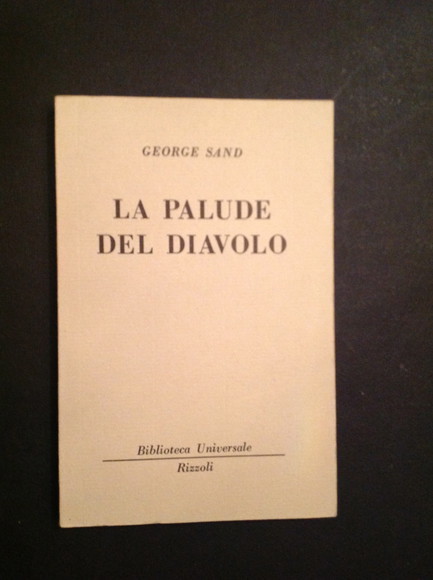 GEORGE SAND
LA PALUDE
DEL DIAVOLO
Biblioteca Universale
Rizzoli